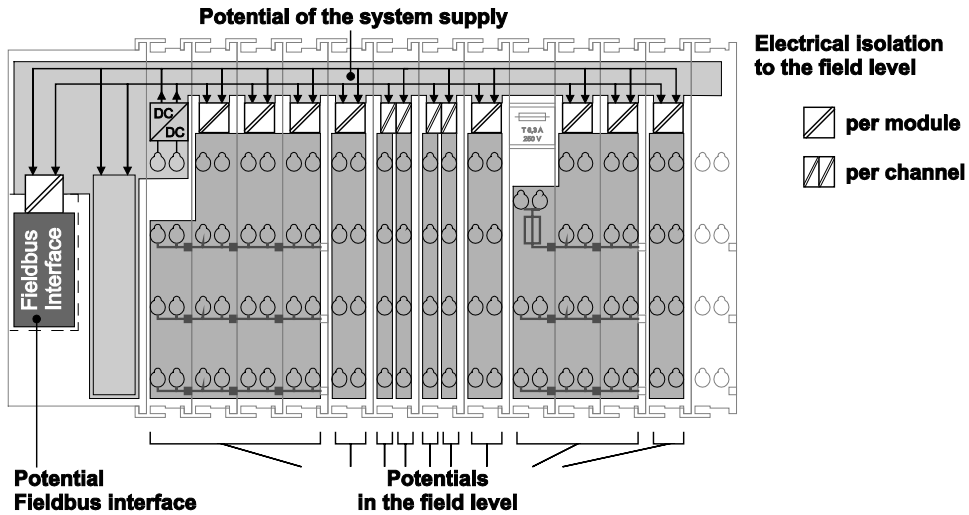 Potential of the system supply
Electrical isolation
to the field level
per module
per channel
DC
DC
T 6,3 A
250 V
Fieldbus
Interface
Potential
Fieldbus interface
Potentials
in the field level